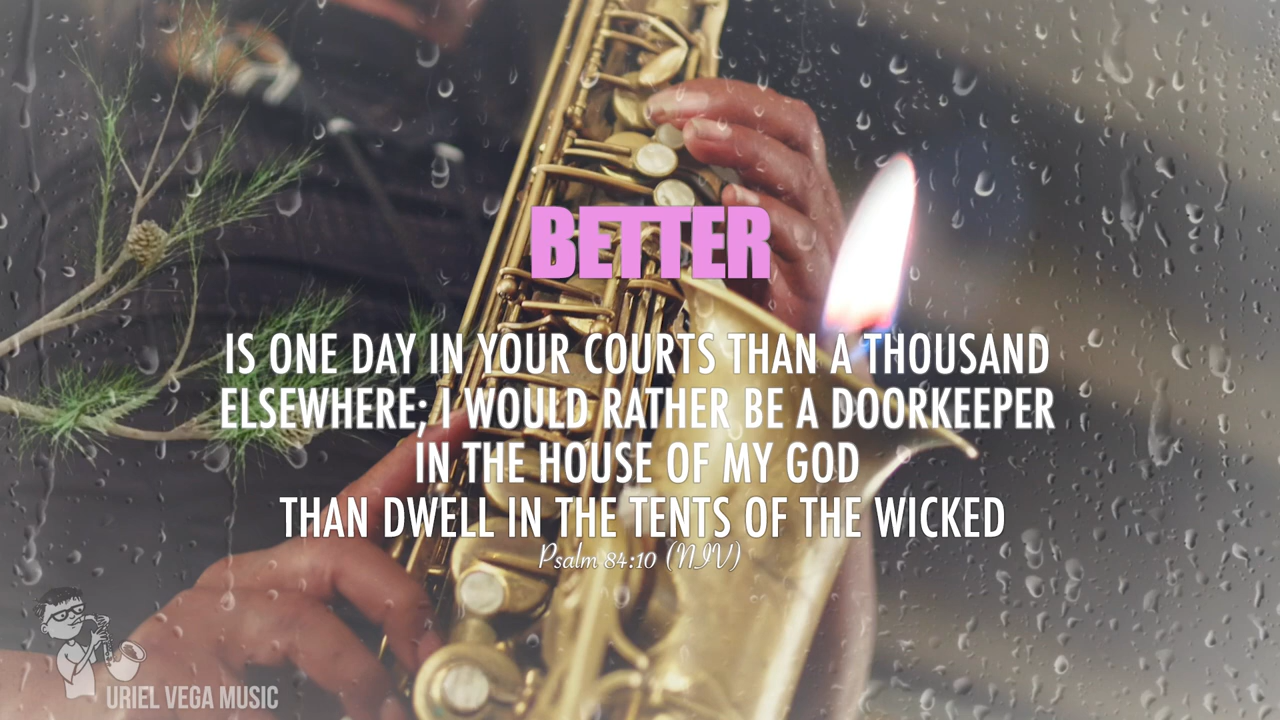 BETTER
IS ONE DAY IN YOUR COURTS THAN A THOUSAND
ELSEWHERE; I WOULD RATHER BE A DOORKEEPER
IN THE HOUSE OF MY GOD
THAN DWELL IN THE TENTS OF THE WICKED
Psalm 84:10 (NIV)
URIEL VEGA MUSIC